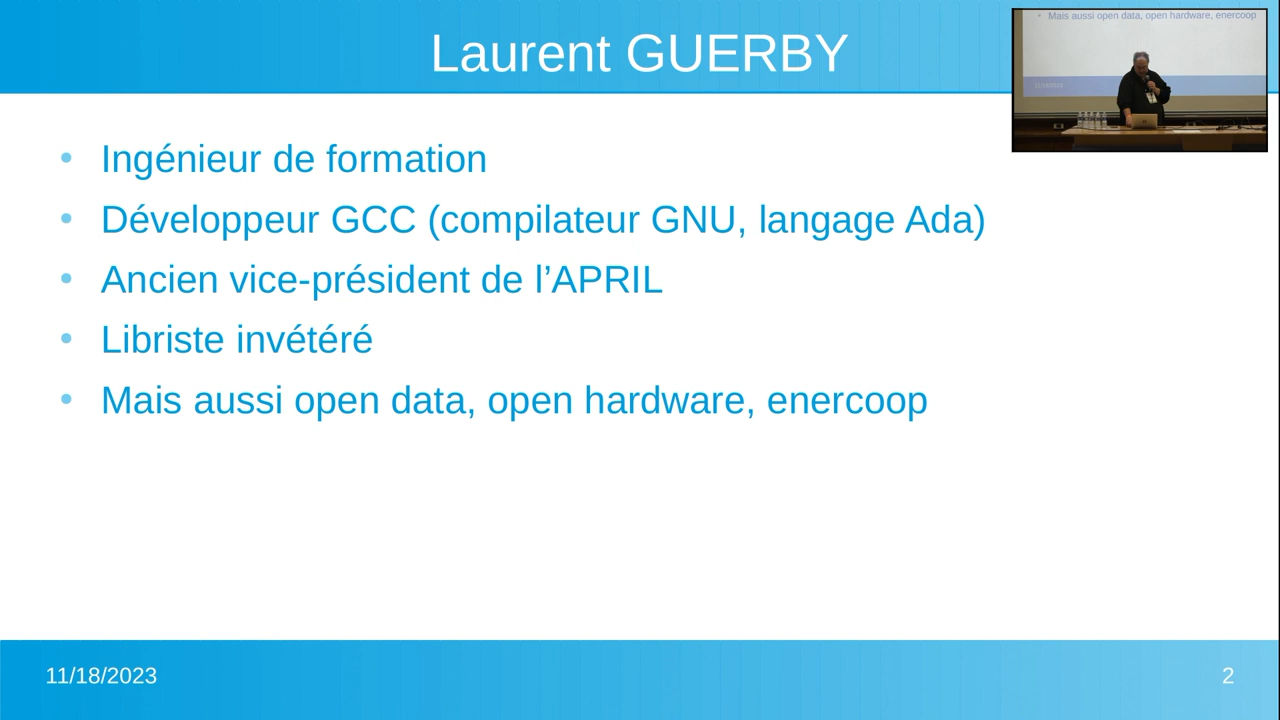 Laurent GUERBY
Mais aussi open data, open hardware, enercoop
• Ingénieur de formation
• Développeur GCC (compilateur GNU, langage Ada)
• Ancien vice-président de l’APRIL
• Libriste invétéré
• Mais aussi open data, open hardware, enercoop
11/18/2023
2